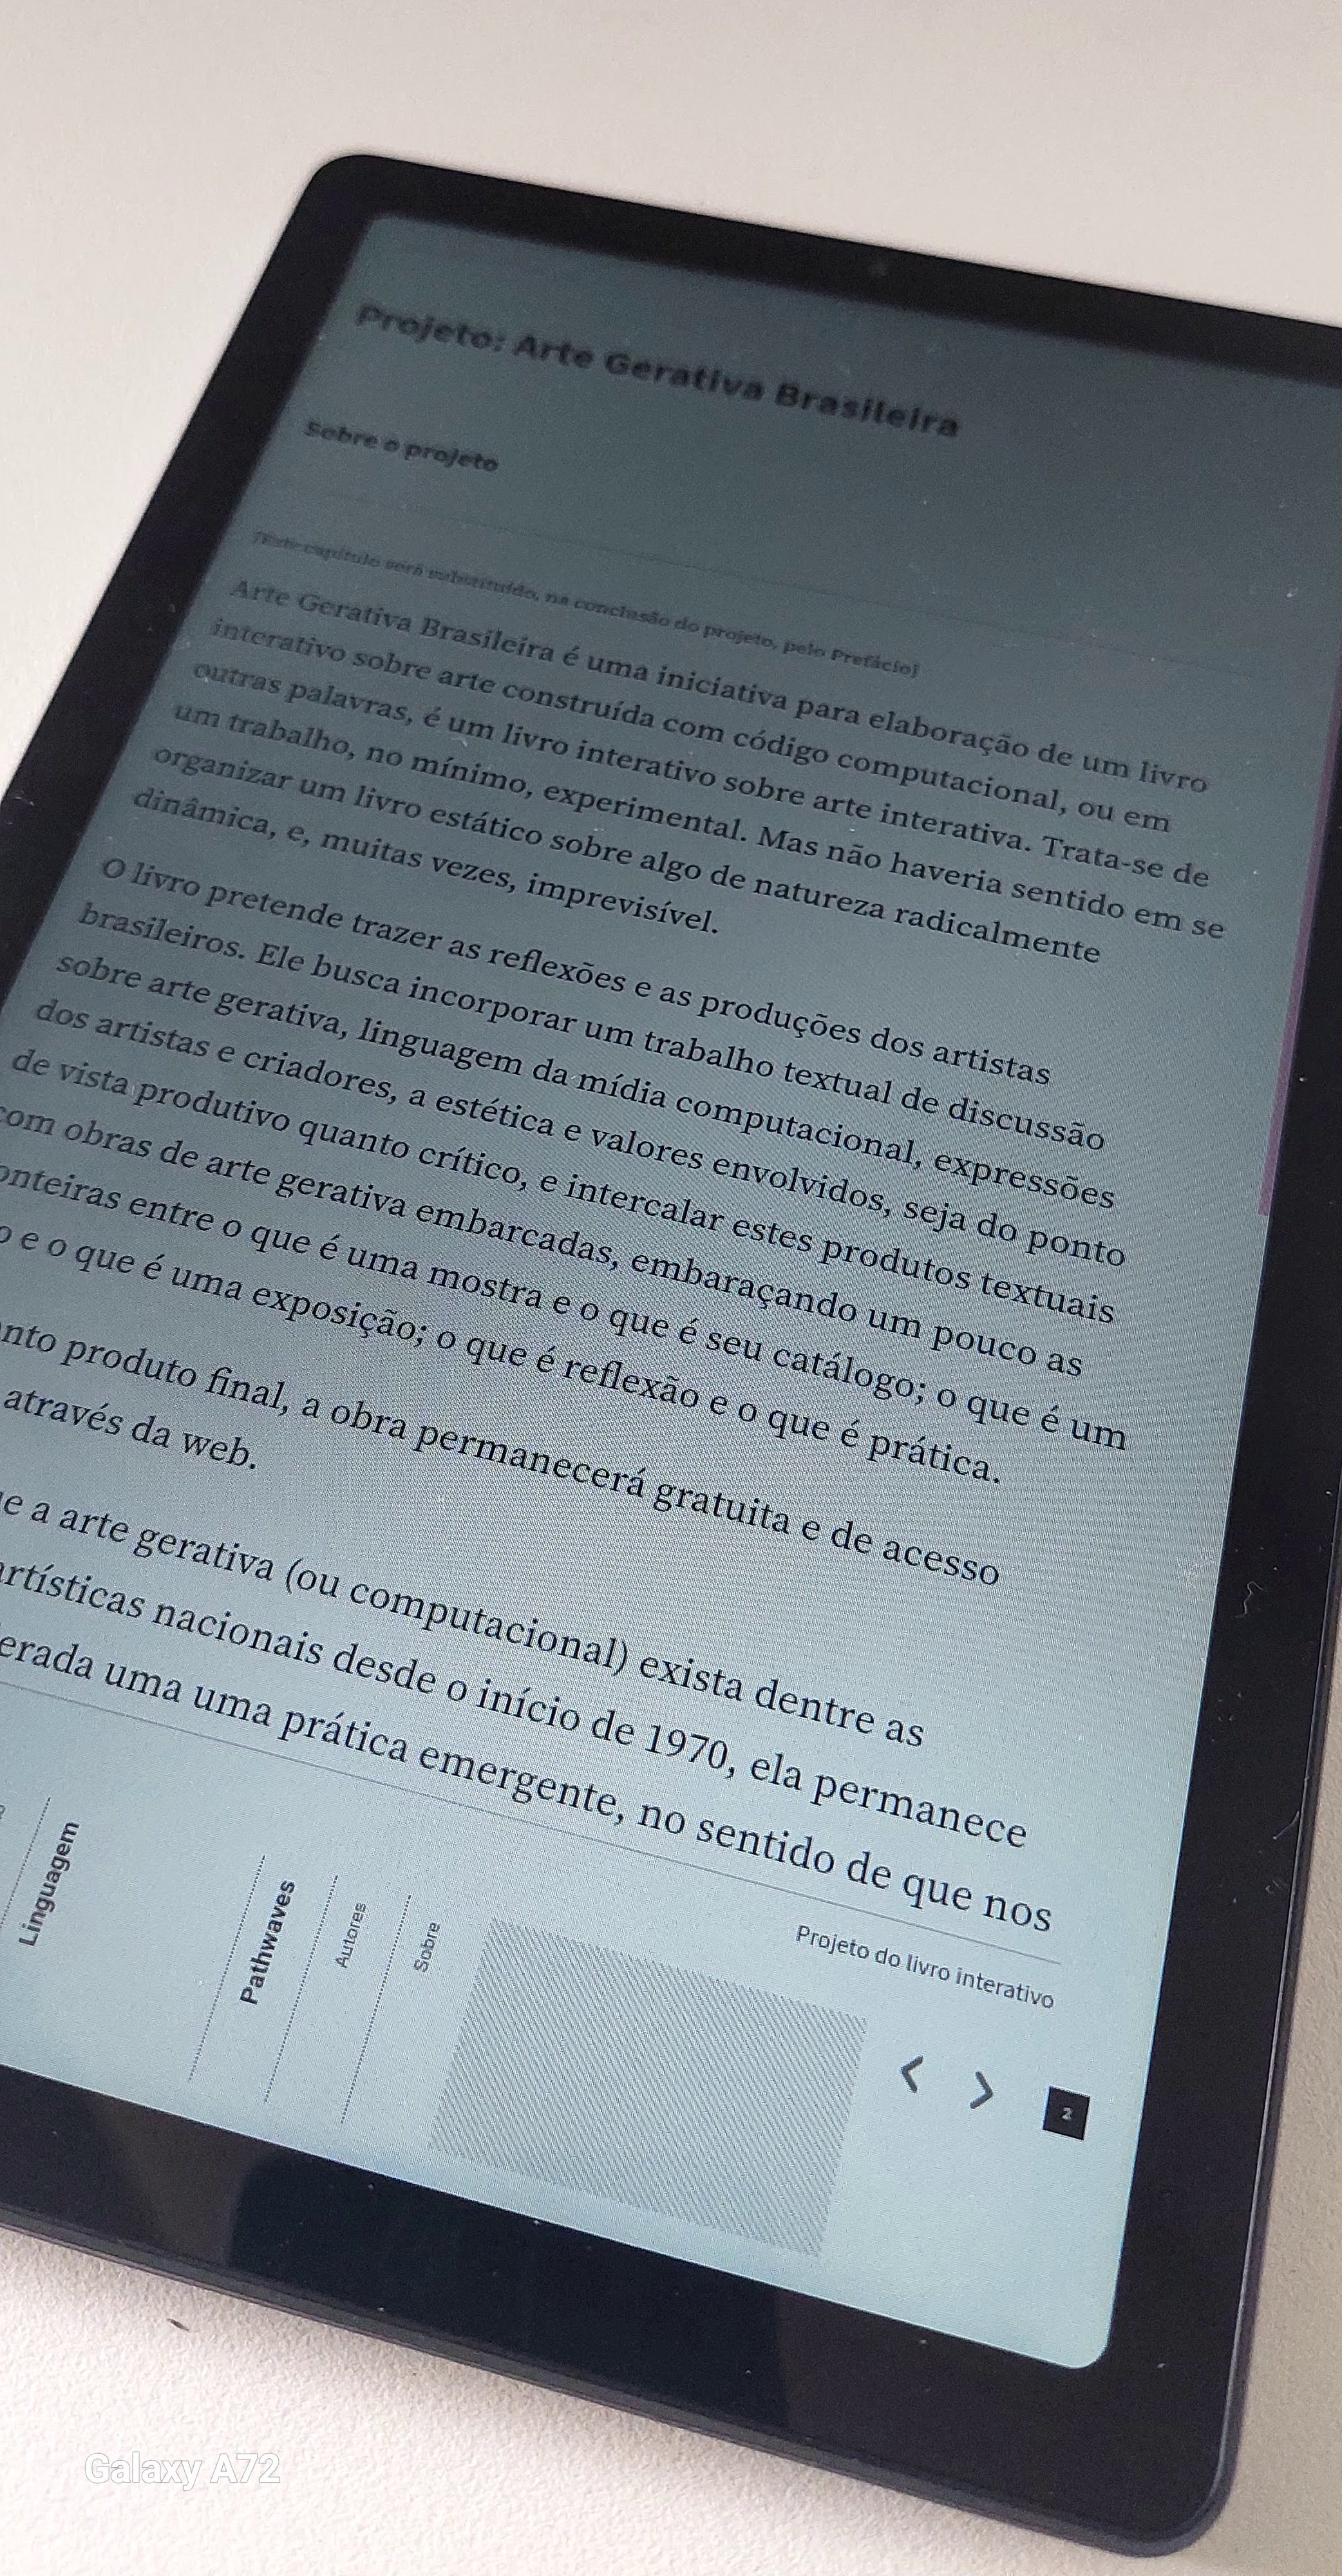 Projeto: Arte Gerativa Brasileira
Sobre o projeto
[Este capítulo será substituído, na conclusão do projeto, pelo Prefácio]
Arte Gerativa Brasileira é uma iniciativa para elaboração de um livro
interativo sobre arte construída com código computacional, ou em
outras palavras, é um livro interativo sobre arte interativa. Trata-se de
um trabalho, no mínimo, experimental. Mas não haveria sentido em se
organizar um livro estático sobre algo de natureza radicalmente
dinâmica, e, muitas vezes, imprevisível.
O livro pretende trazer as reflexões e as produções dos artistas
brasileiros. Ele busca incorporar um trabalho textual de discussão
sobre arte gerativa, linguagem da mídia computacional, expressões
dos artistas e criadores, a estética e valores envolvidos, seja do ponto
de vista produtivo quanto crítico, e intercalar estes produtos textuais
com obras de arte gerativa embarcadas, embaraçando um pouco as
onteiras entre o que é uma mostra e o que é seu catálogo; o que é um
o e o que é uma exposição; o que é reflexão e o que é prática.
nto produto final, a obra permanecerá gratuita e de acesso
através da web.
e a arte gerativa (ou computacional) exista dentre as
artísticas nacionais desde o início de 1970, ela permanece
erada uma uma prática emergente, no sentido de que nos
Projeto do livro interativo
Linguagem
Pathwaves
Autores
Sobre
2
Galaxy A72